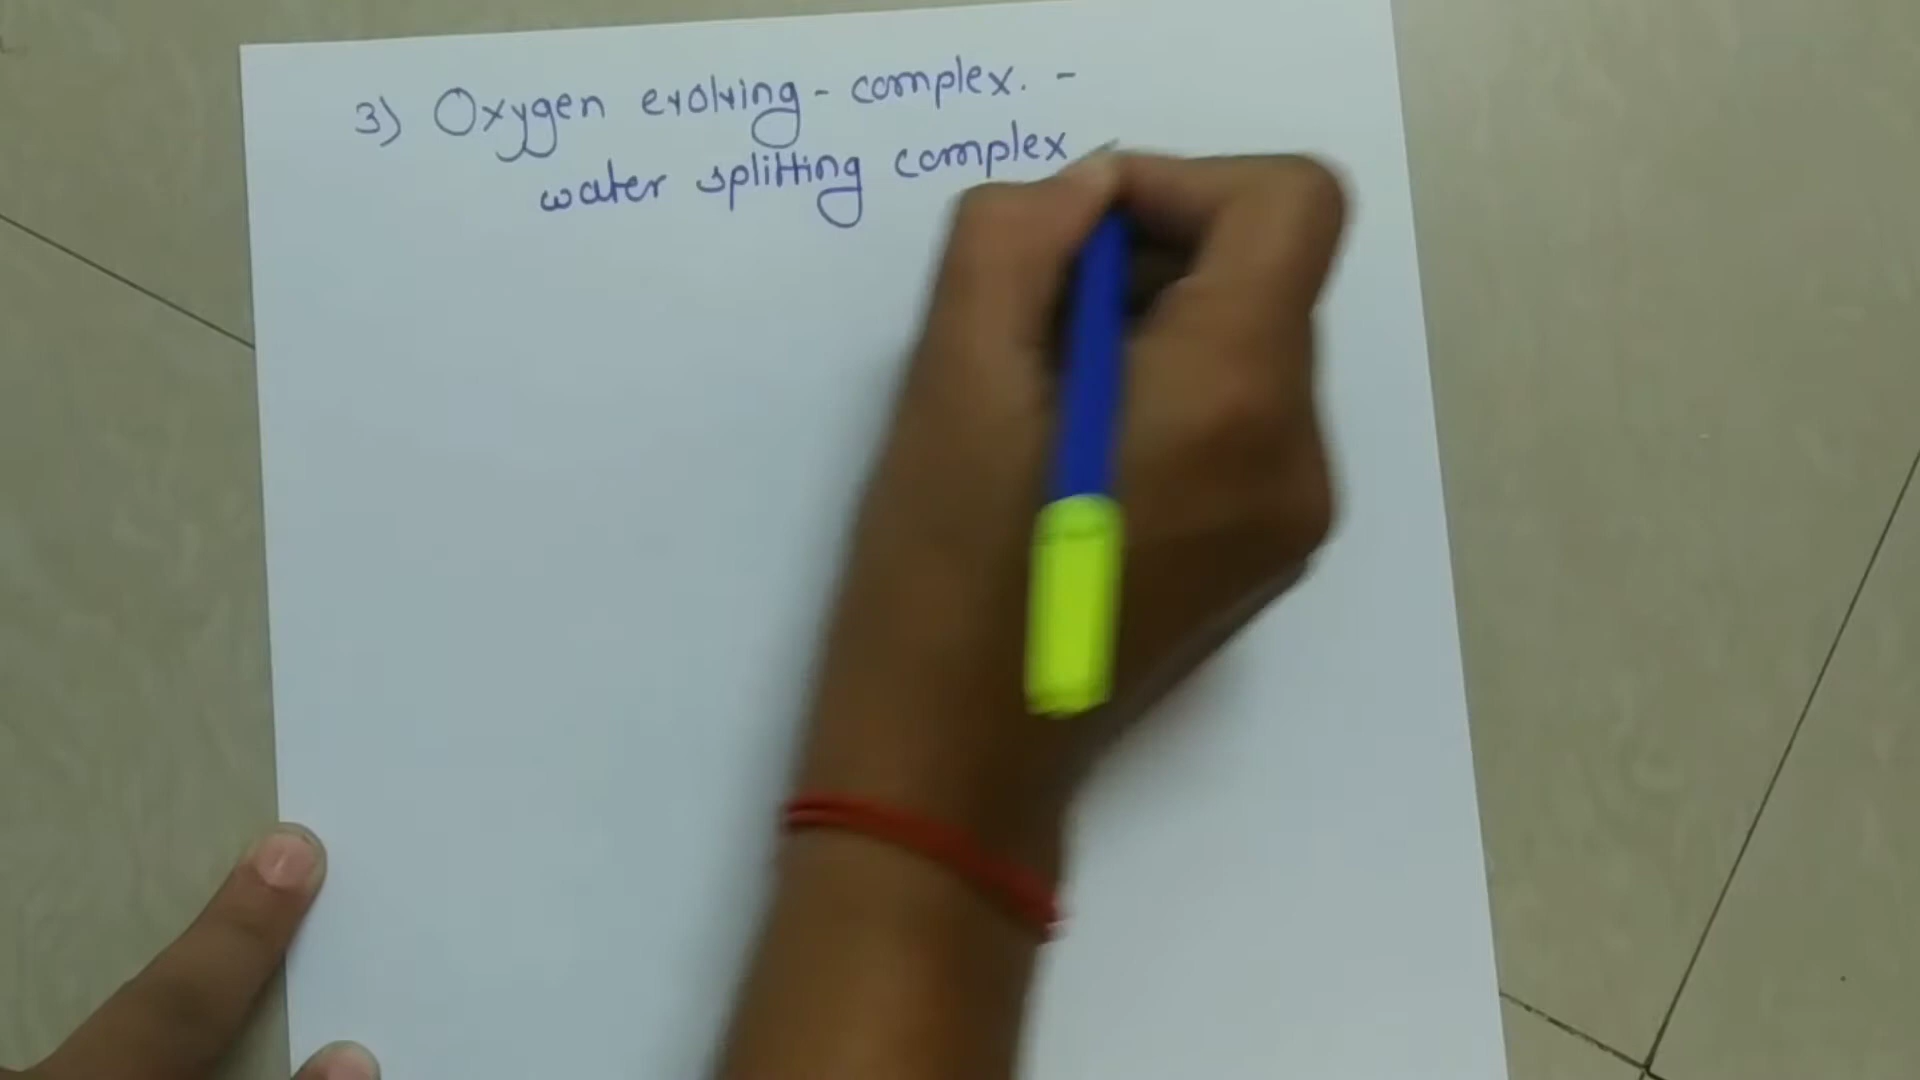 3) Oxygen evolving - complex. -
water splitting complex